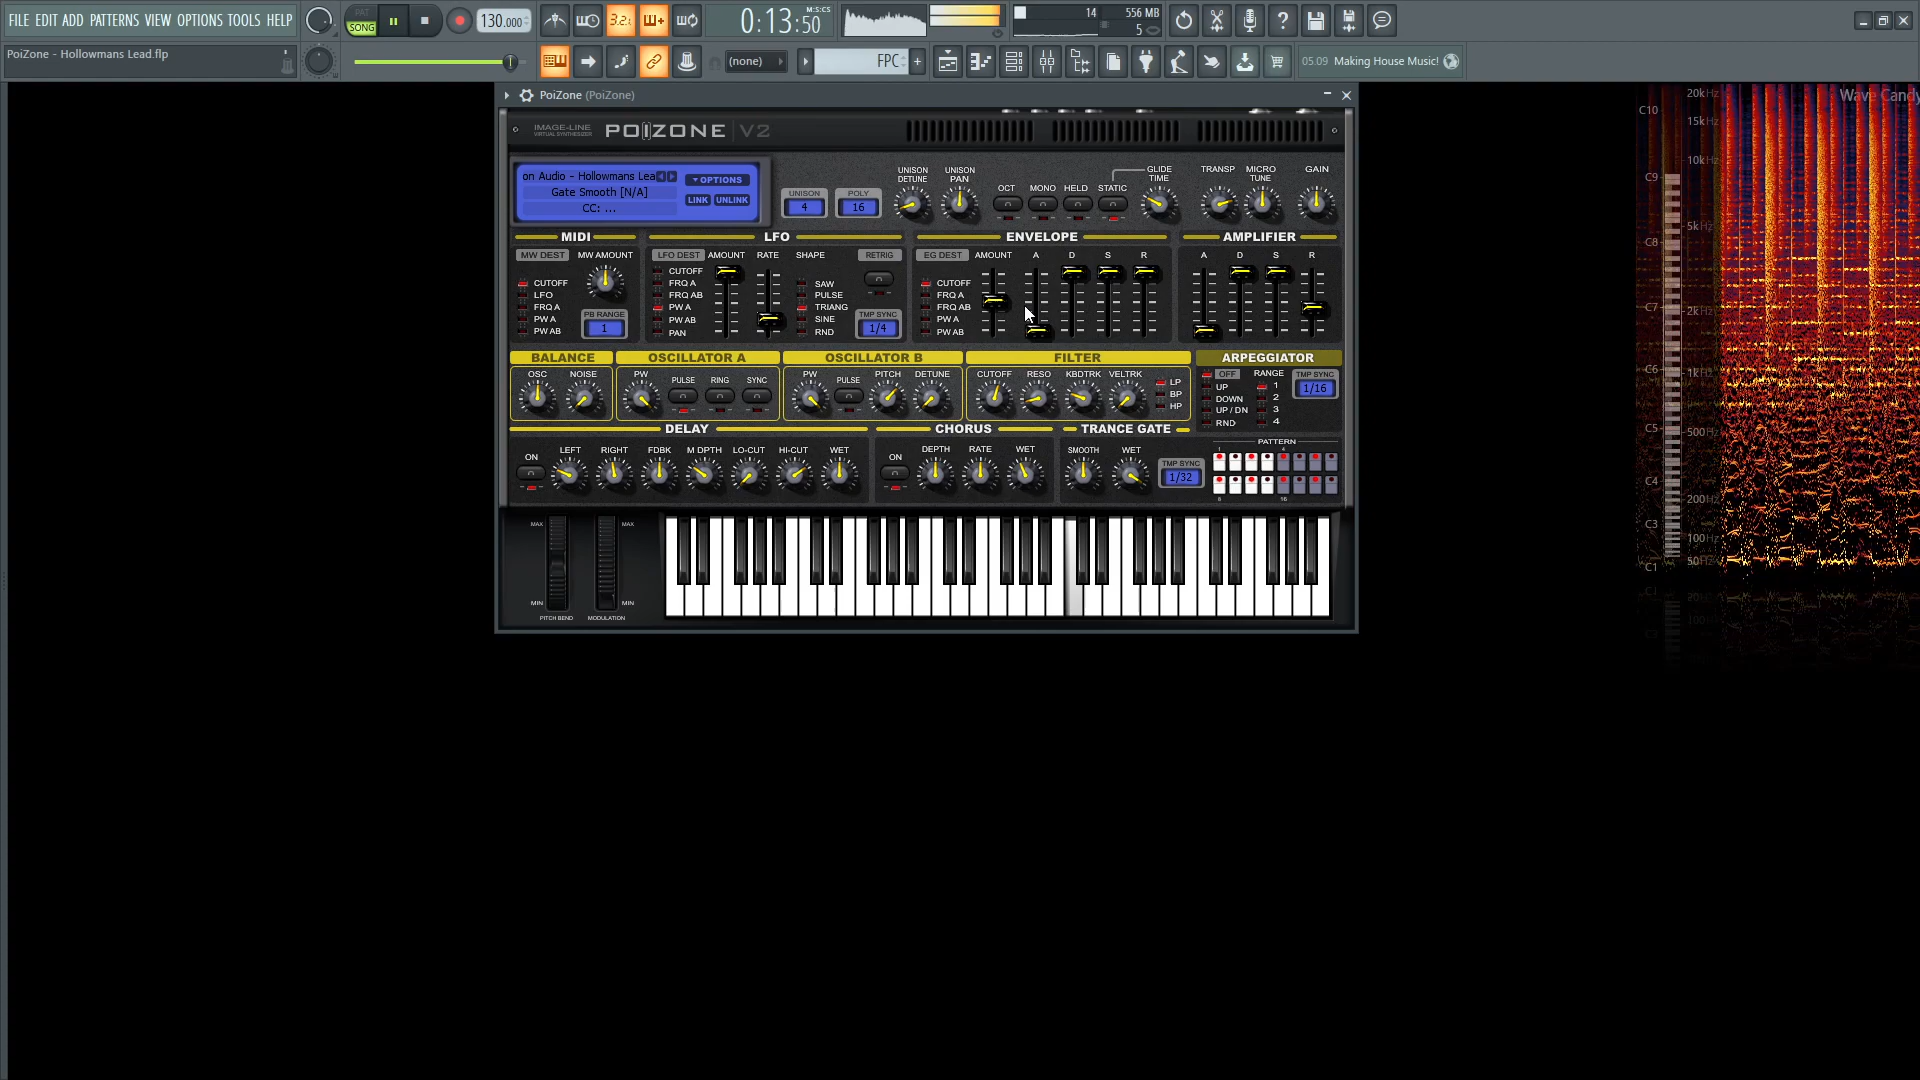 FILE EDIT ADD PATTERNS VIEW OPTIONS TOOLS HELP
PAT
SONG
130.000
3.2.1
0:13:50
M:S:CS
14
556 MB
5
PoiZone - Hollowmans Lead.flp
(none)
FPC
05.09 Making House Music!
PoiZone (PoiZone)
IMAGE-LINE
VIRTUAL SYNTHESIZER
POIZONE | V2
on Audio - Hollowmans Lea
OPTIONS
Gate Smooth [N/A]
LINK UNLINK
CC: ...
UNISON
4
POLY
16
UNISON DETUNE
UNISON PAN
OCT MONO HELD STATIC
GLIDE TIME
TRANSP
MICRO TUNE
GAIN
MIDI
MW DEST MW AMOUNT
CUTOFF
LFO
FRQ A
PW A
PW AB
PB RANGE
1
LFO
LFO DEST AMOUNT RATE SHAPE RETRIG
CUTOFF
FRQ A
FRQ AB
PW A
PW AB
PAN
SAW
PULSE
TRIANG
SINE
RND
TMP SYNC
1/4
ENVELOPE
EG DEST AMOUNT A D S R
CUTOFF
FRQ A
FRQ AB
PW A
PW AB
AMPLIFIER
A D S R
BALANCE
OSC NOISE
OSCILLATOR A
PW PULSE RING SYNC
OSCILLATOR B
PW PULSE PITCH DETUNE
FILTER
CUTOFF RESO KBDTRK VELTRK
LP
BP
HP
ARPEGGIATOR
OFF
UP
DOWN
UP / DN
RND
RANGE
1
2
3
4
TMP SYNC
1/16
DELAY
ON LEFT RIGHT FDBK M DPTH LO-CUT HI-CUT WET
CHORUS
ON DEPTH RATE WET
TRANCE GATE
SMOOTH WET
TMP SYNC
1/32
PATTERN
16
MAX
MIN
PITCH BEND
MAX
MIN
MODULATION
Wave Candy
C10
C9
C8
C7
C6
C5
C4
C3
C1
20kHz
15kHz
10kHz
5kHz
2kHz
1kHz
500Hz
200Hz
100Hz
50Hz